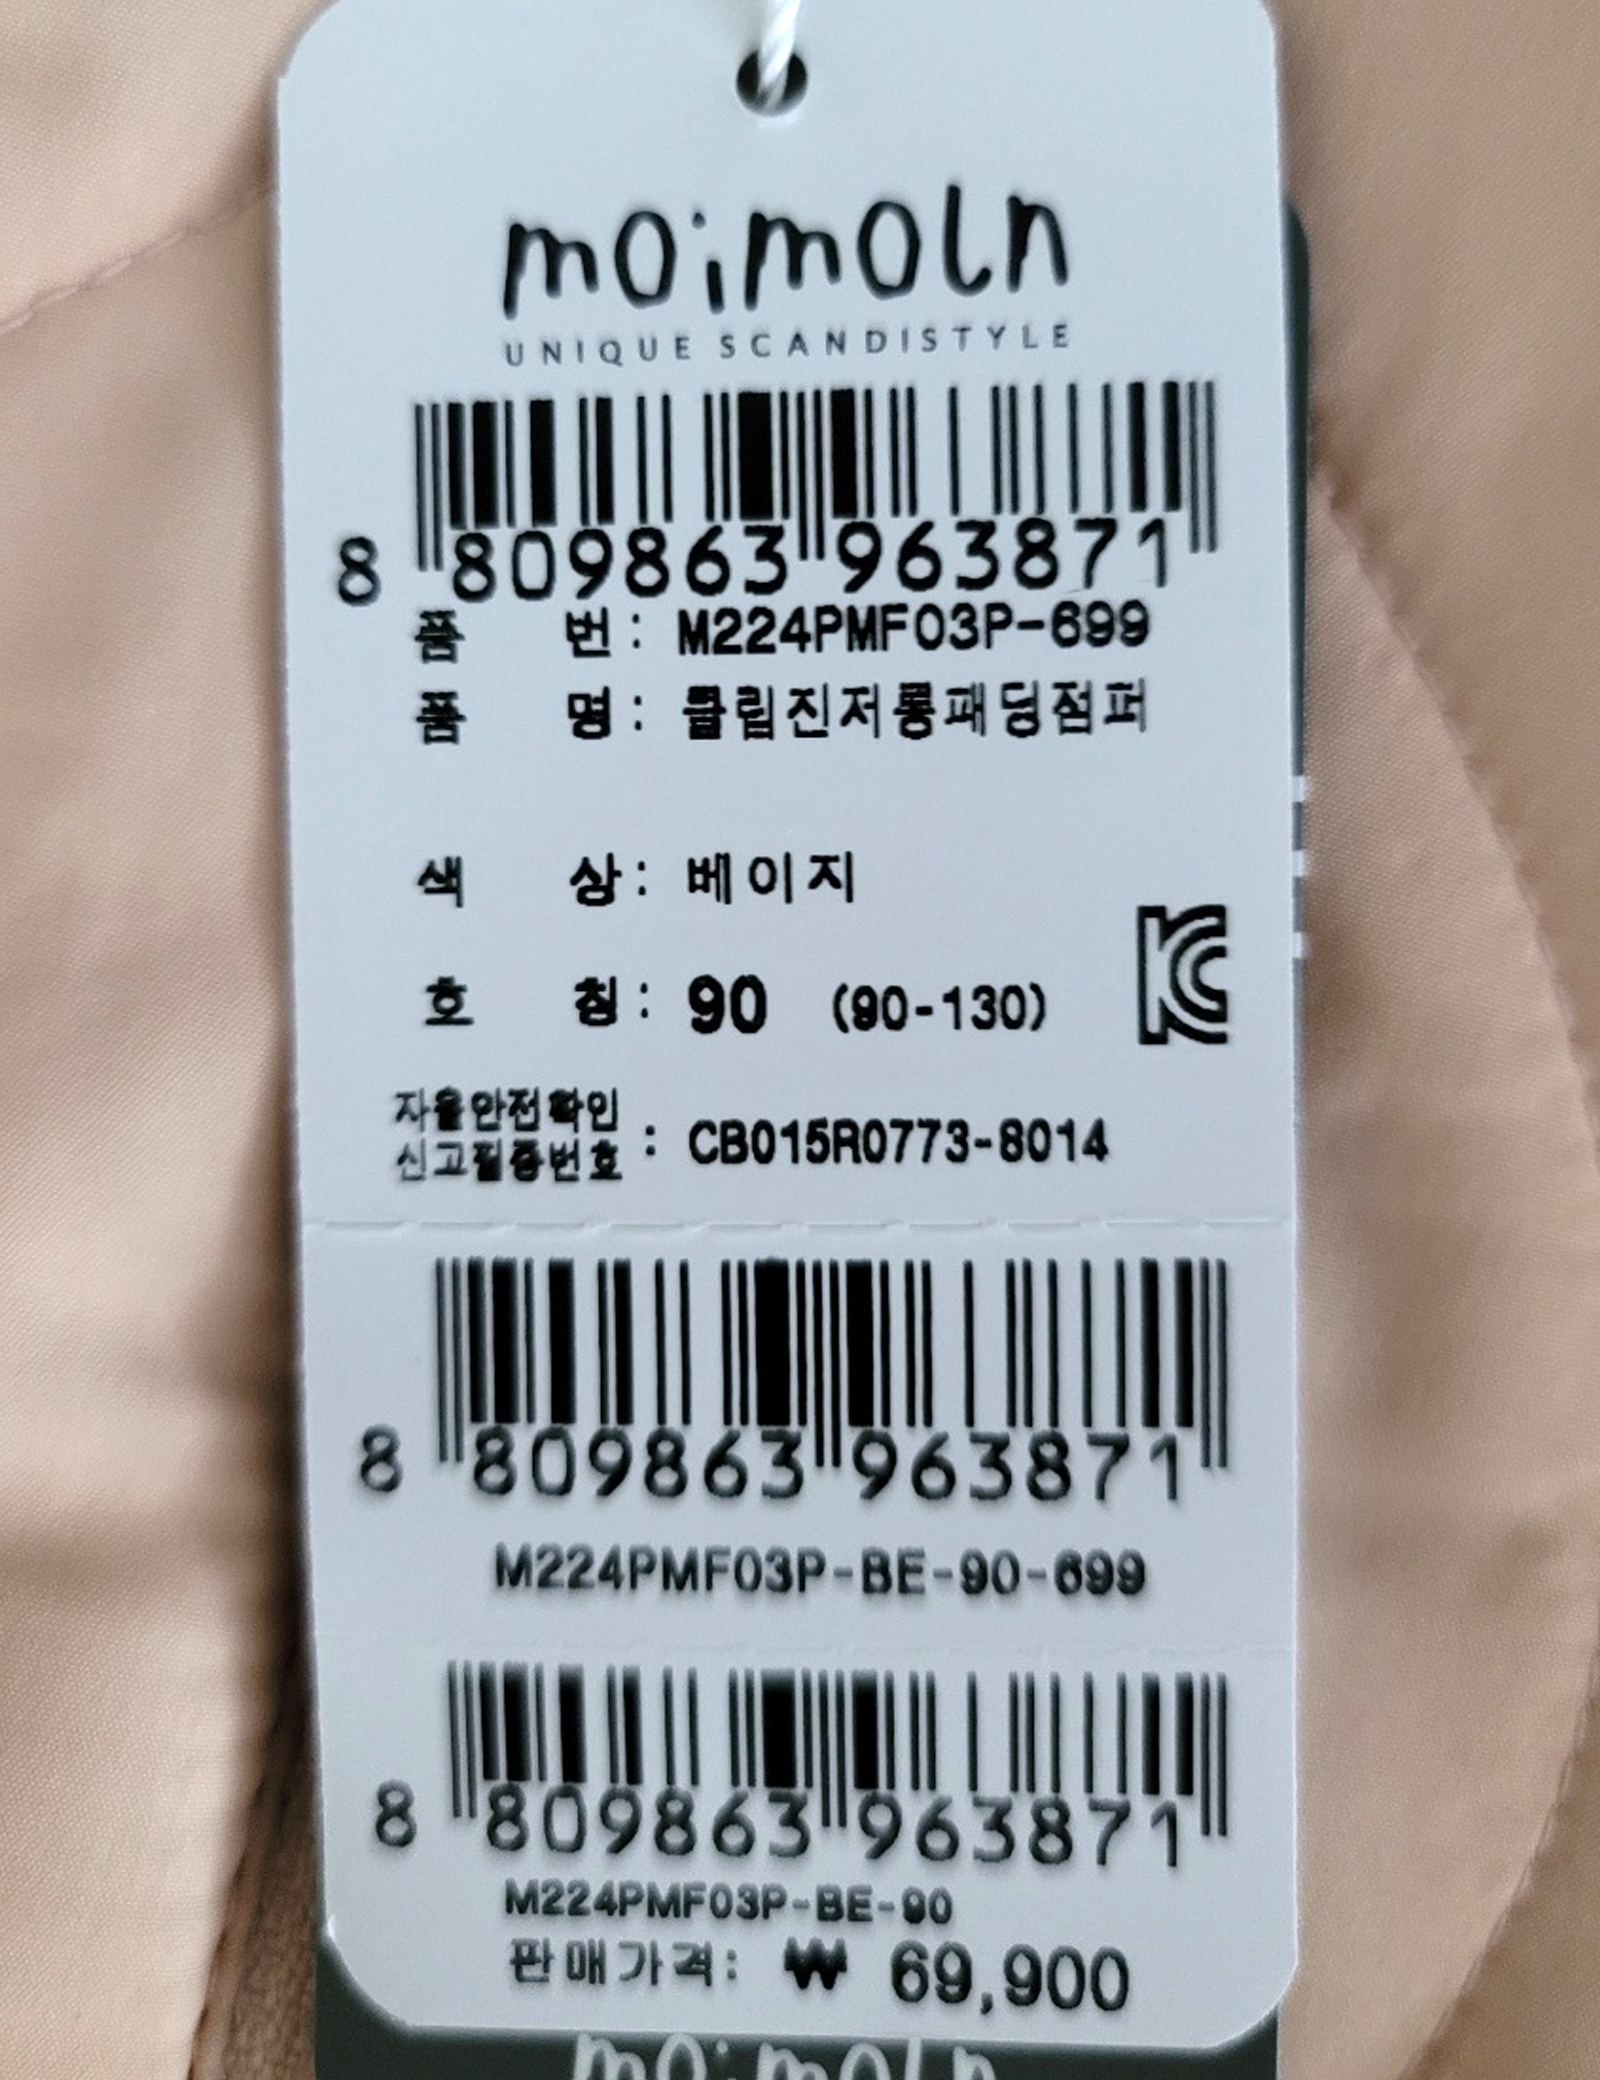 moimoln
UNIQUE SCANDISTYLE
8 809863 963871
품 번: M224PMF03P-699
품 명: 클립진저롱패딩점퍼
색 상: 베이지
호 칭: 90 (90-130)
KC
자율안전확인
신고필증번호 : CB015R0773-8014
8 809863 963871
M224PMF03P-BE-90-699
8 809863 963871
M224PMF03P-BE-90
판매가격: ₩ 69,900
moimoln